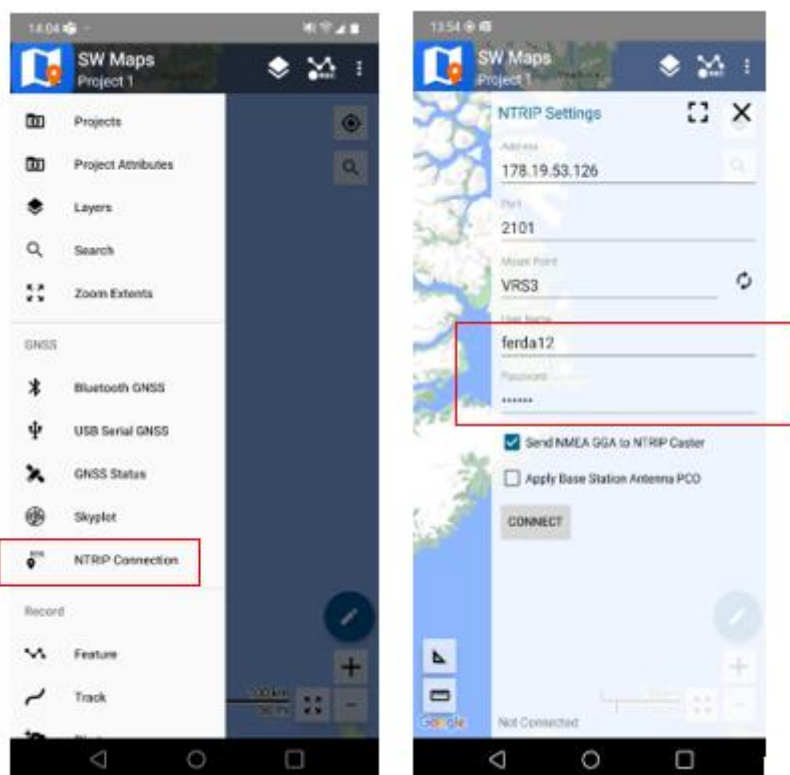 14:04
SW Maps
Project 1
Projects
Project Attributes
Layers
Search
Zoom Extents
GNSS
Bluetooth GNSS
USB Serial GNSS
GNSS Status
Skyplot
NTRIP Connection
Record
Feature
Track
13:54
SW Maps
Project 1
NTRIP Settings
Address
178.19.53.126
Port
2101
Mount Point
VRS3
User Name
ferda12
Password
••••••
Send NMEA GGA to NTRIP Caster
Apply Base Station Antenna PCO
CONNECT
Google
Not Connected